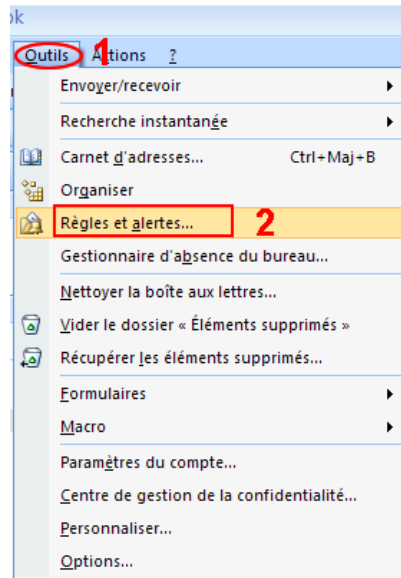 ok
Outils 1 Actions ?
Envoyer/recevoir
Recherche instantanée
Carnet d'adresses... Ctrl+Maj+B
Organiser
Règles et alertes... 2
Gestionnaire d'absence du bureau...
Nettoyer la boîte aux lettres...
Vider le dossier « Éléments supprimés »
Récupérer les éléments supprimés...
Formulaires
Macro
Paramètres du compte...
Centre de gestion de la confidentialité...
Personnaliser...
Options...